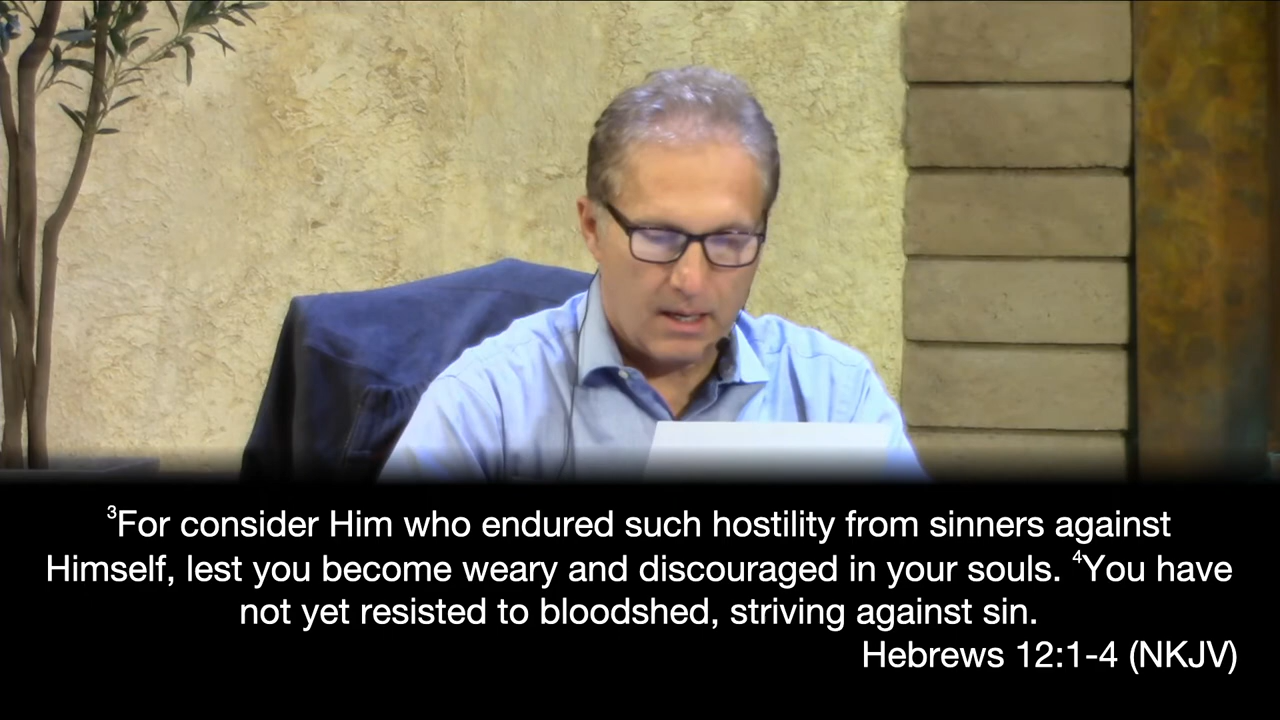 ³For consider Him who endured such hostility from sinners against
Himself, lest you become weary and discouraged in your souls. ⁴You have
not yet resisted to bloodshed, striving against sin.
Hebrews 12:1-4 (NKJV)